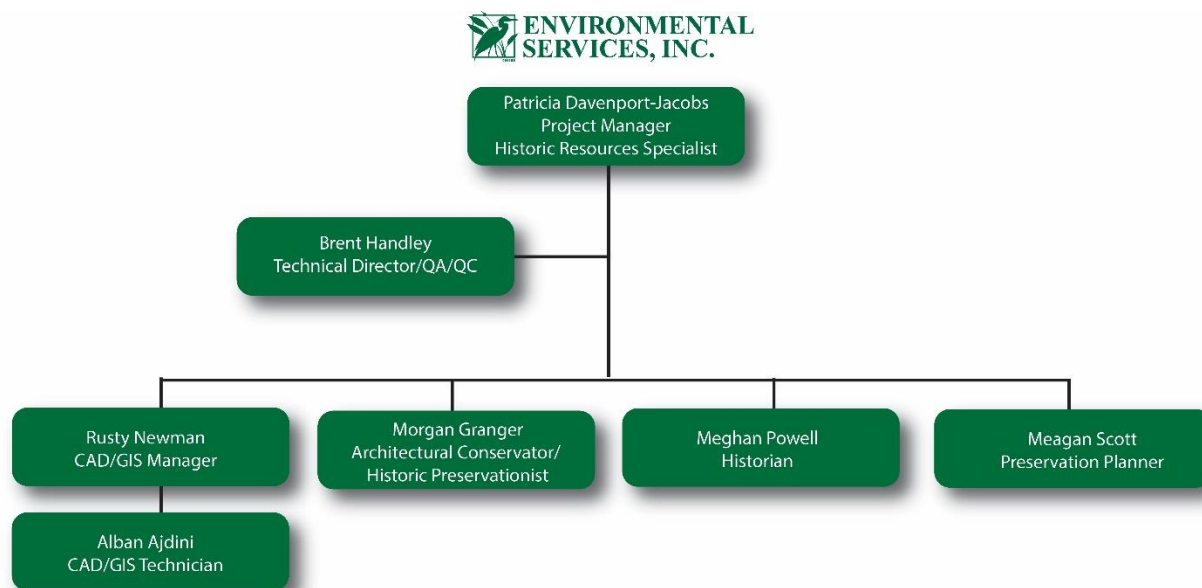 ENVIRONMENTAL
SERVICES, INC.
Patricia Davenport-Jacobs
Project Manager
Historic Resources Specialist
Brent Handley
Technical Director/QA/QC
Rusty Newman
CAD/GIS Manager
Morgan Granger
Architectural Conservator/
Historic Preservationist
Meghan Powell
Historian
Meagan Scott
Preservation Planner
Alban Ajdini
CAD/GIS Technician